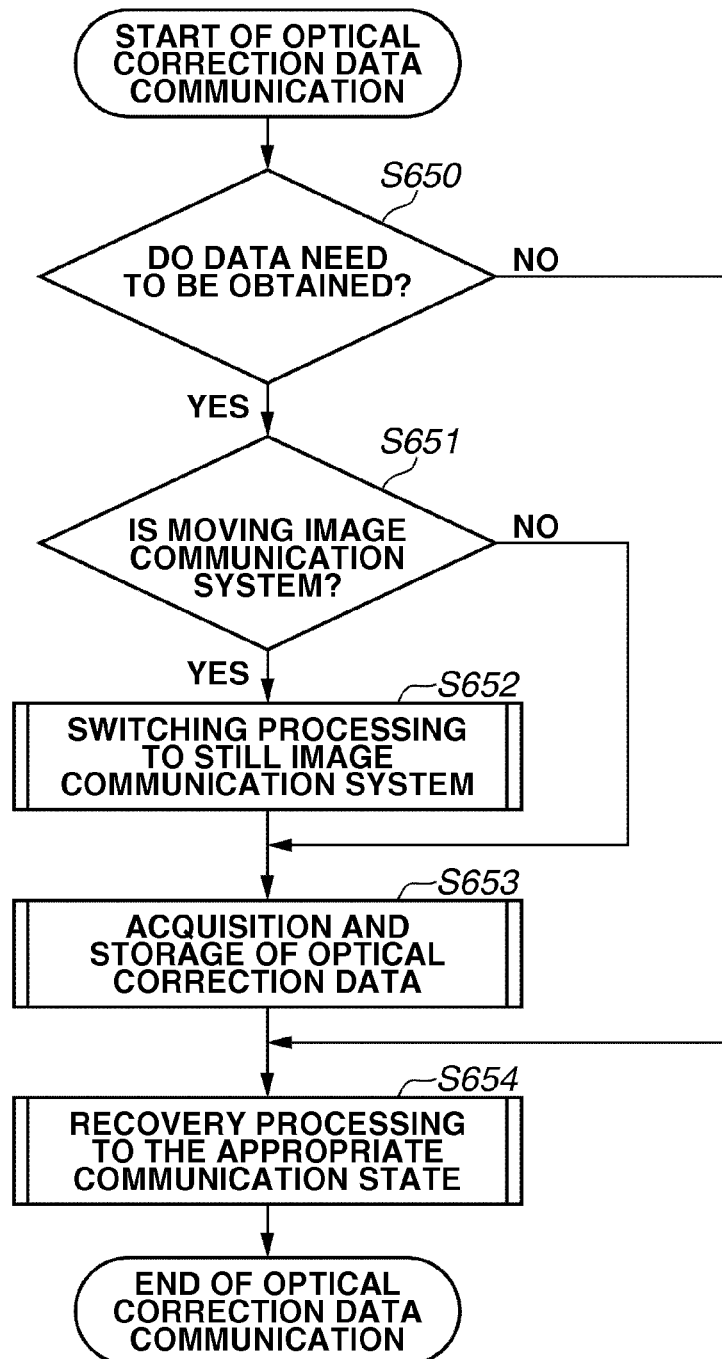 START OF OPTICAL
CORRECTION DATA
COMMUNICATION
S650
DO DATA NEED
TO BE OBTAINED?
NO
YES
S651
IS MOVING IMAGE
COMMUNICATION
SYSTEM?
NO
YES
S652
SWITCHING PROCESSING
TO STILL IMAGE
COMMUNICATION SYSTEM
S653
ACQUISITION AND
STORAGE OF OPTICAL
CORRECTION DATA
S654
RECOVERY PROCESSING
TO THE APPROPRIATE
COMMUNICATION STATE
END OF OPTICAL
CORRECTION DATA
COMMUNICATION